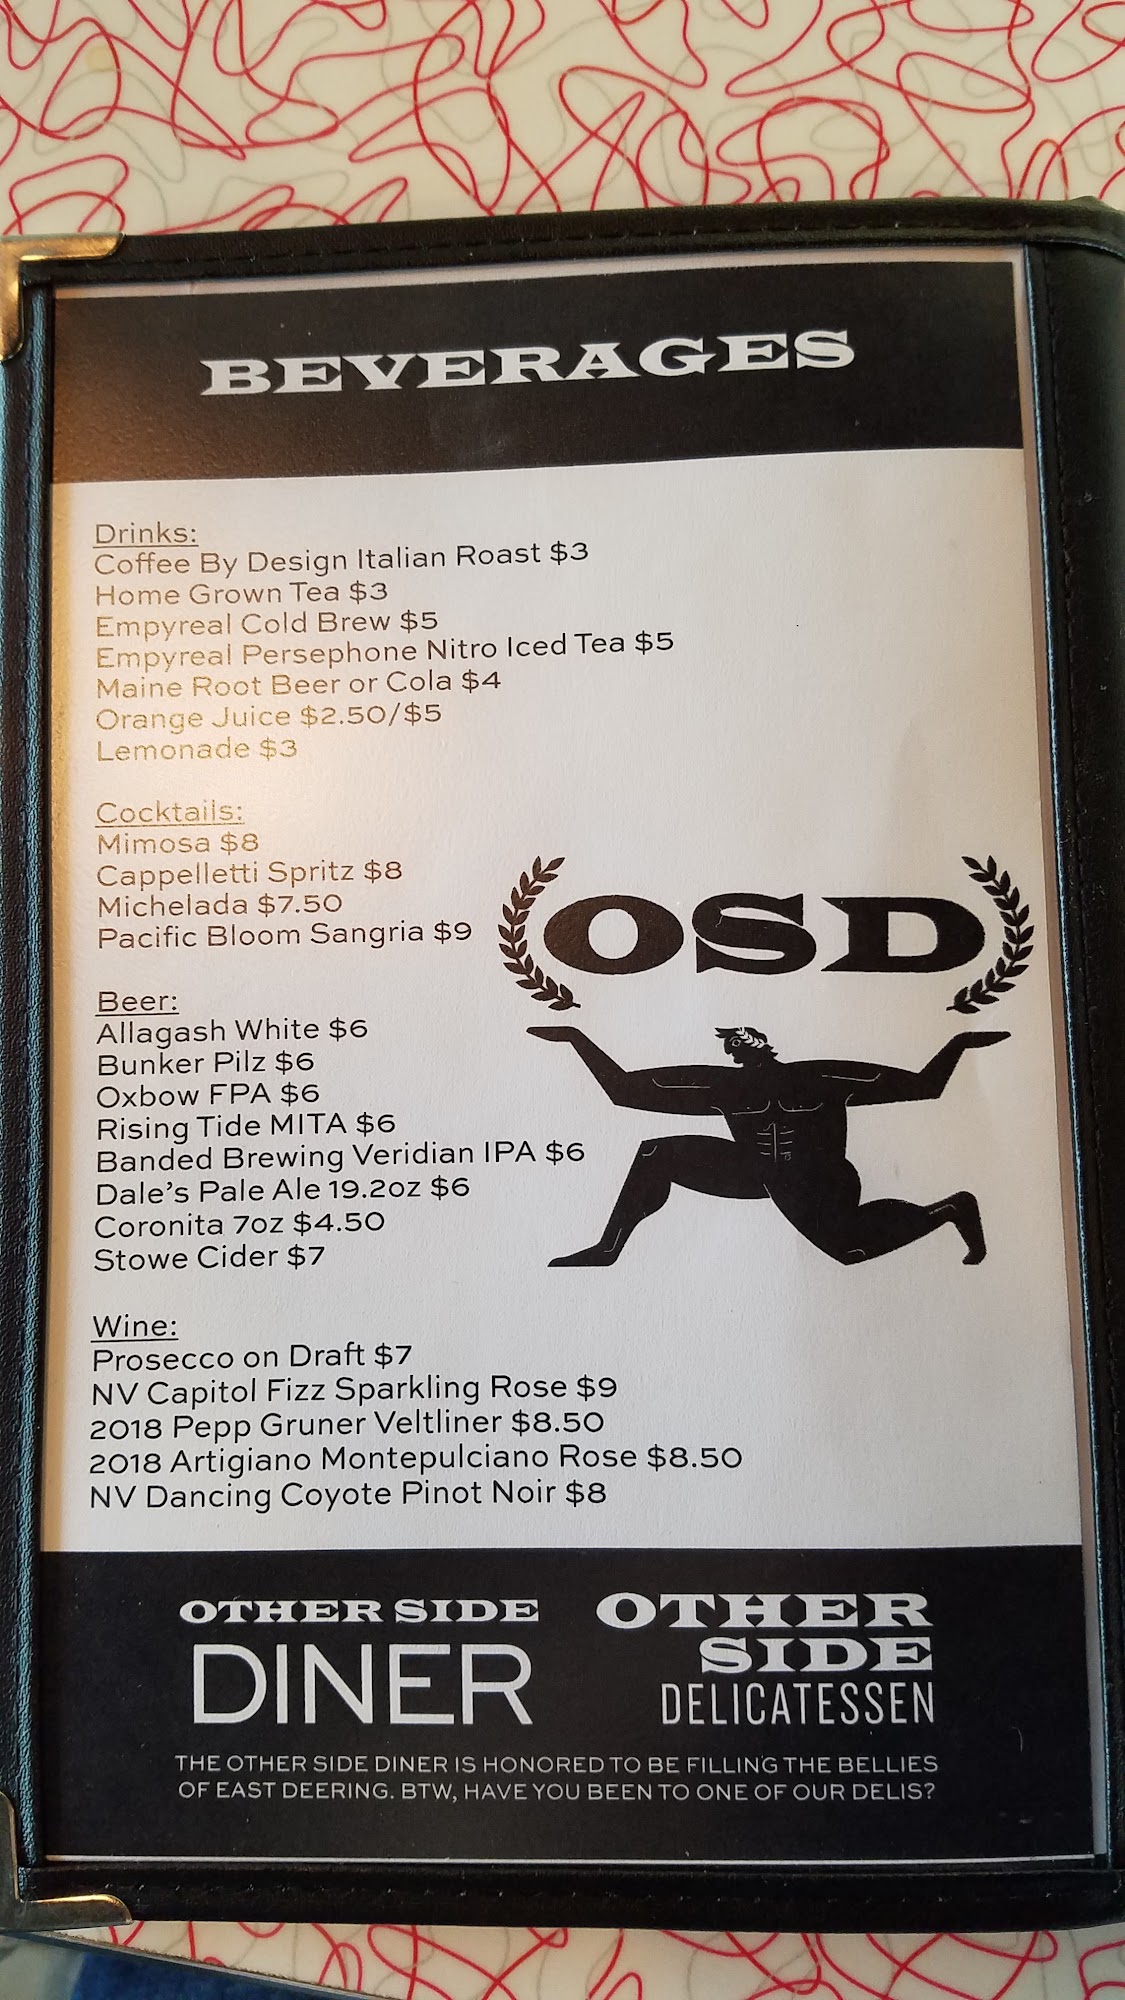 BEVERAGES
Drinks:
Coffee By Design Italian Roast $3
Home Grown Tea $3
Empyreal Cold Brew $5
Empyreal Persephone Nitro Iced Tea $5
Maine Root Beer or Cola $4
Orange Juice $2.50/$5
Lemonade $3
Cocktails:
Mimosa $8
Cappelletti Spritz $8
Michelada $7.50
Pacific Bloom Sangria $9
OSD
Beer:
Allagash White $6
Bunker Pilz $6
Oxbow FPA $6
Rising Tide MITA $6
Banded Brewing Veridian IPA $6
Dale's Pale Ale 19.2oz $6
Coronita 7oz $4.50
Stowe Cider $7
Wine:
Prosecco on Draft $7
NV Capitol Fizz Sparkling Rose $9
2018 Pepp Gruner Veltliner $8.50
2018 Artigiano Montepulciano Rose $8.50
NV Dancing Coyote Pinot Noir $8
OTHER SIDE
DINER
OTHER
SIDE
DELICATESSEN
THE OTHER SIDE DINER IS HONORED TO BE FILLING THE BELLIES
OF EAST DEERING. BTW, HAVE YOU BEEN TO ONE OF OUR DELIS?